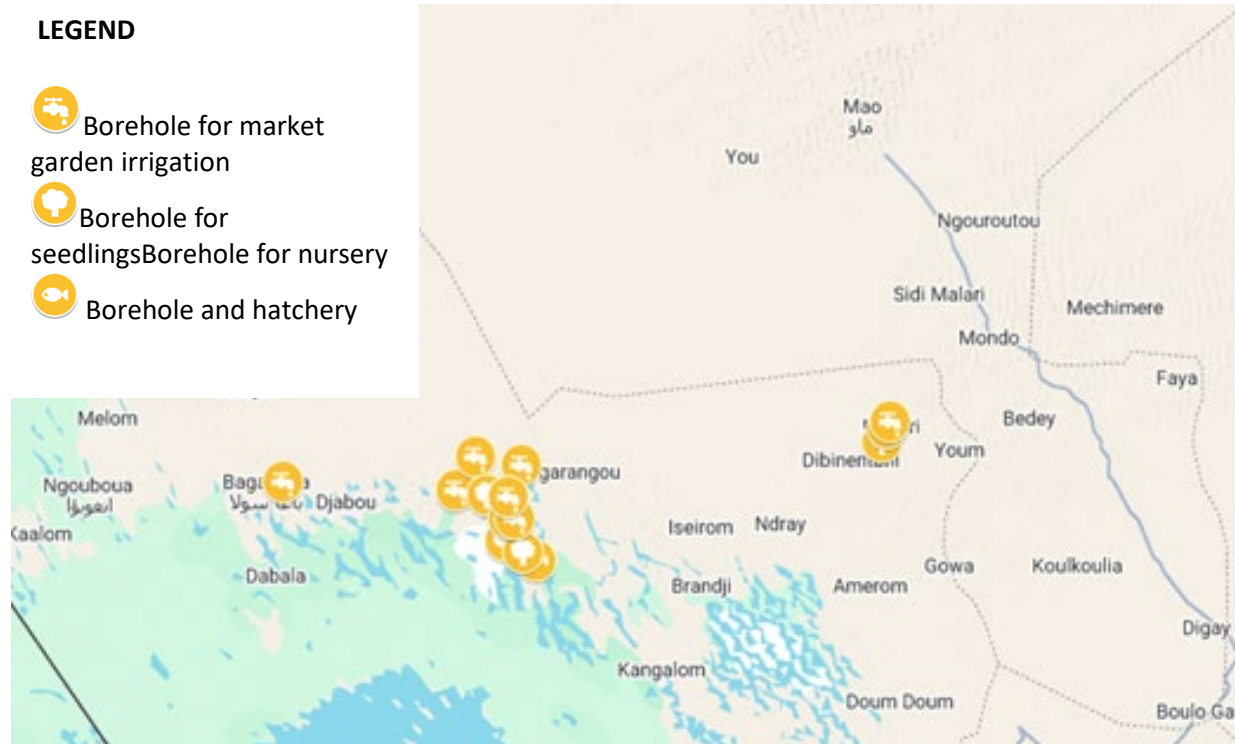 LEGEND
Borehole for market
garden irrigation
Borehole for
seedlingsBorehole for nursery
Borehole and hatchery
Mao
ماو
You
Ngouroutou
Sidi Malari
Mechimere
Mondo
Faya
Melom
Bedey
Youm
Ngouboua
انغوبوا
Djabou
garangou
Kaalom
Iseirom
Ndray
Dabala
Brandji
Amerom
Gowa
Koulkoulia
Digay
Kangalom
Doum Doum
Boulo Ga